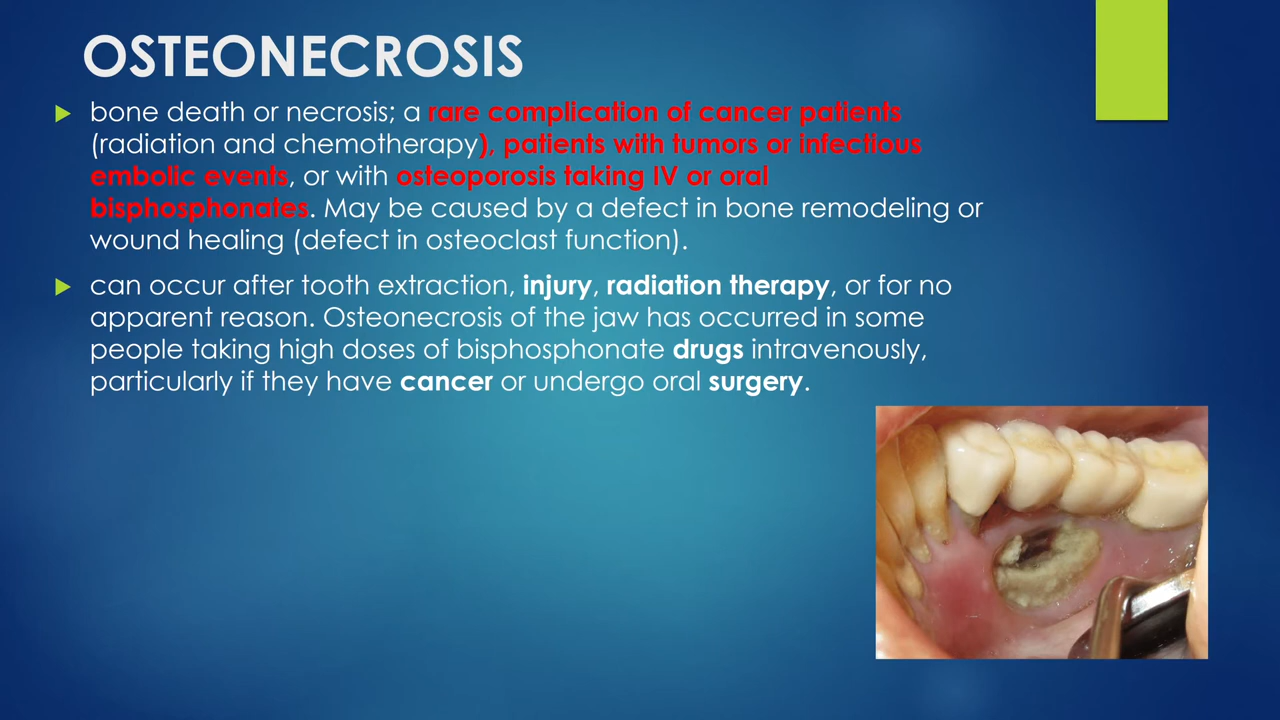 OSTEONECROSIS
bone death or necrosis; a rare complication of cancer patients
(radiation and chemotherapy), patients with tumors or infectious
embolic events, or with osteoporosis taking IV or oral
bisphosphonates. May be caused by a defect in bone remodeling or
wound healing (defect in osteoclast function).
can occur after tooth extraction, injury, radiation therapy, or for no
apparent reason. Osteonecrosis of the jaw has occurred in some
people taking high doses of bisphosphonate drugs intravenously,
particularly if they have cancer or undergo oral surgery.